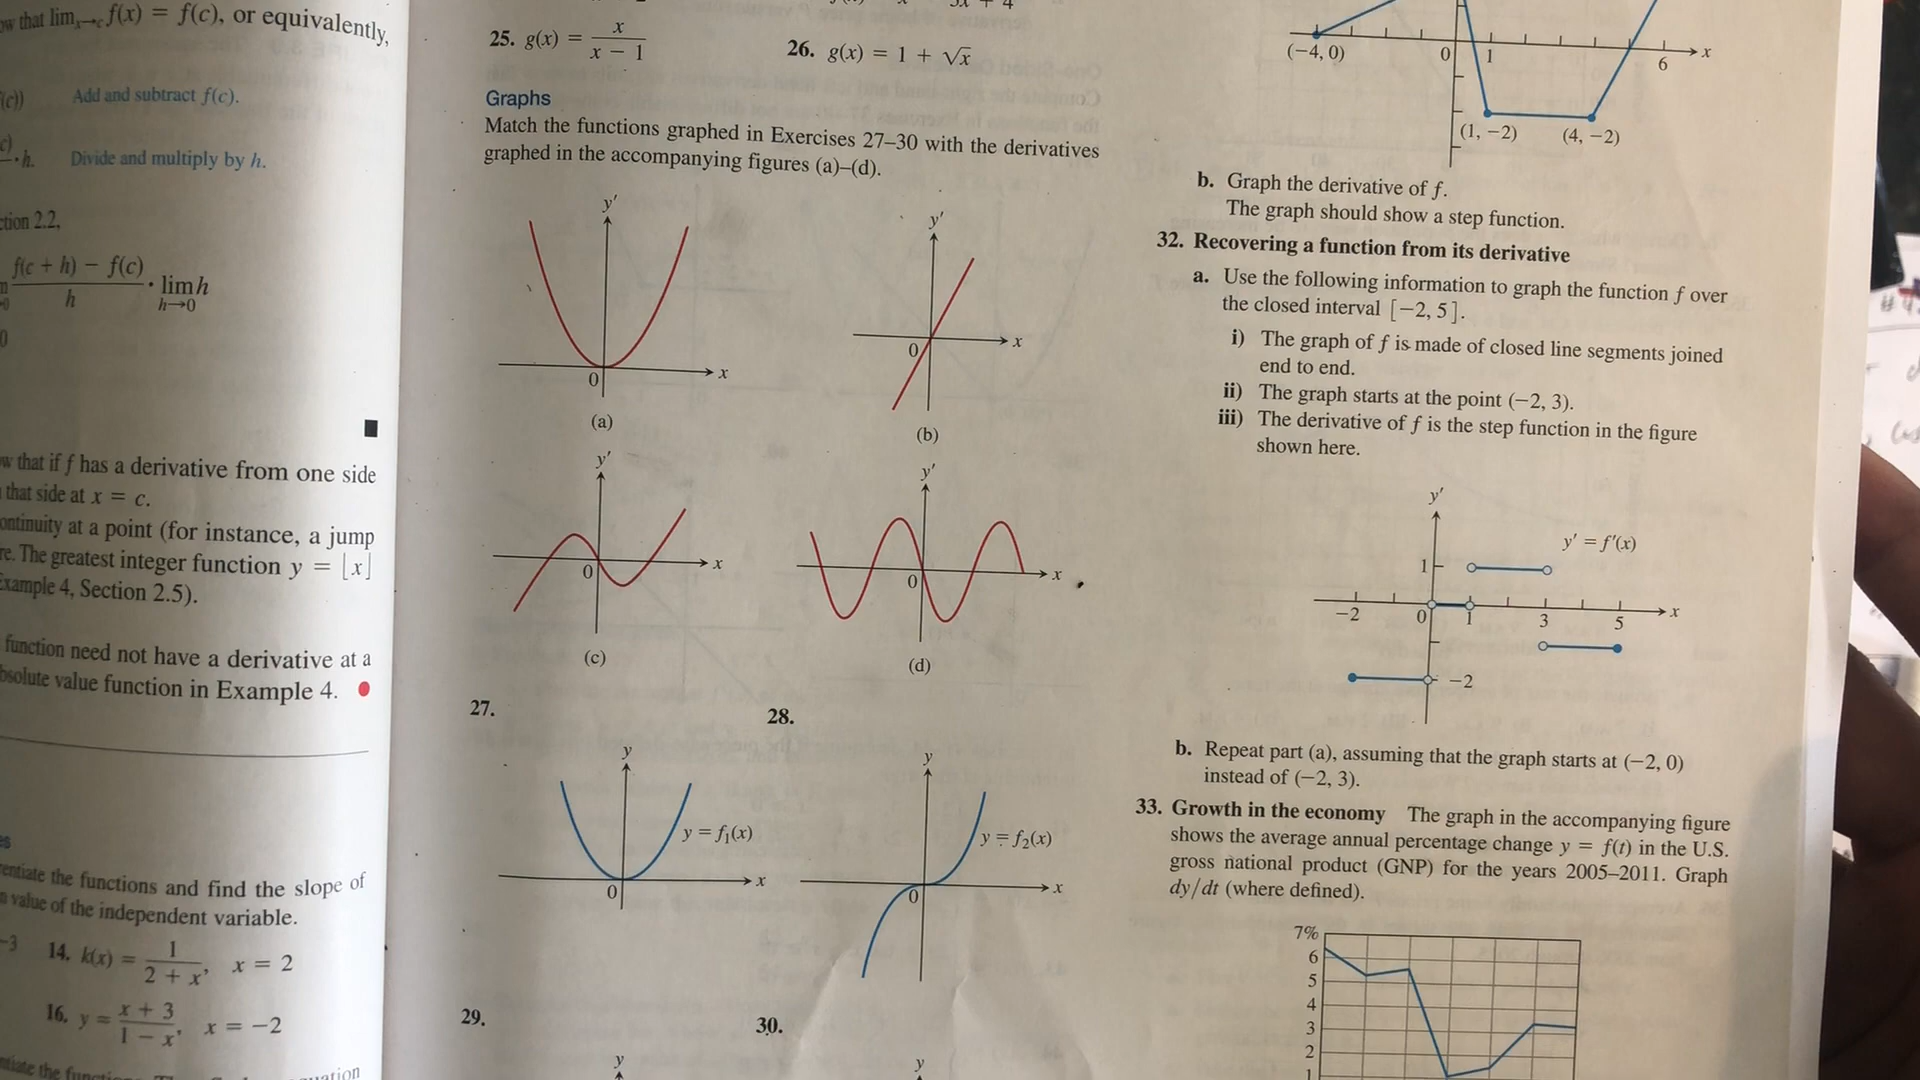 ow that lim x→c f(x) = f(c), or equivalently,
Add and subtract f(c).
Divide and multiply by h.
ction 2.2,
f(c + h) − f(c)
h
· lim h
h→0
w that if f has a derivative from one side
that side at x = c.
ontinuity at a point (for instance, a jump
re. The greatest integer function y = ⌊x⌋
Example 4, Section 2.5).
function need not have a derivative at a
bsolute value function in Example 4.
rentiate the functions and find the slope of
value of the independent variable.
−3 14. k(x) = 1 / (2 + x), x = 2
16. y = (x + 3) / (1 − x), x = −2
25. g(x) = x / (x − 1)
26. g(x) = 1 + √x
Graphs
Match the functions graphed in Exercises 27–30 with the derivatives
graphed in the accompanying figures (a)–(d).
y′
0
x
(a)
y′
0
x
(b)
y′
0
x
(c)
y′
0
x
(d)
27.
28.
y
y = f₁(x)
0
x
y
y = f₂(x)
0
x
29.
30.
y
y
(−4, 0)
0
1
6
x
(1, −2)
(4, −2)
b. Graph the derivative of f.
The graph should show a step function.
32. Recovering a function from its derivative
a. Use the following information to graph the function f over
the closed interval [−2, 5].
i) The graph of f is made of closed line segments joined
end to end.
ii) The graph starts at the point (−2, 3).
iii) The derivative of f is the step function in the figure
shown here.
y′
y′ = f′(x)
1
−2
0
1
3
5
x
−2
b. Repeat part (a), assuming that the graph starts at (−2, 0)
instead of (−2, 3).
33. Growth in the economy The graph in the accompanying figure
shows the average annual percentage change y = f(t) in the U.S.
gross national product (GNP) for the years 2005–2011. Graph
dy/dt (where defined).
7%
6
5
4
3
2
1